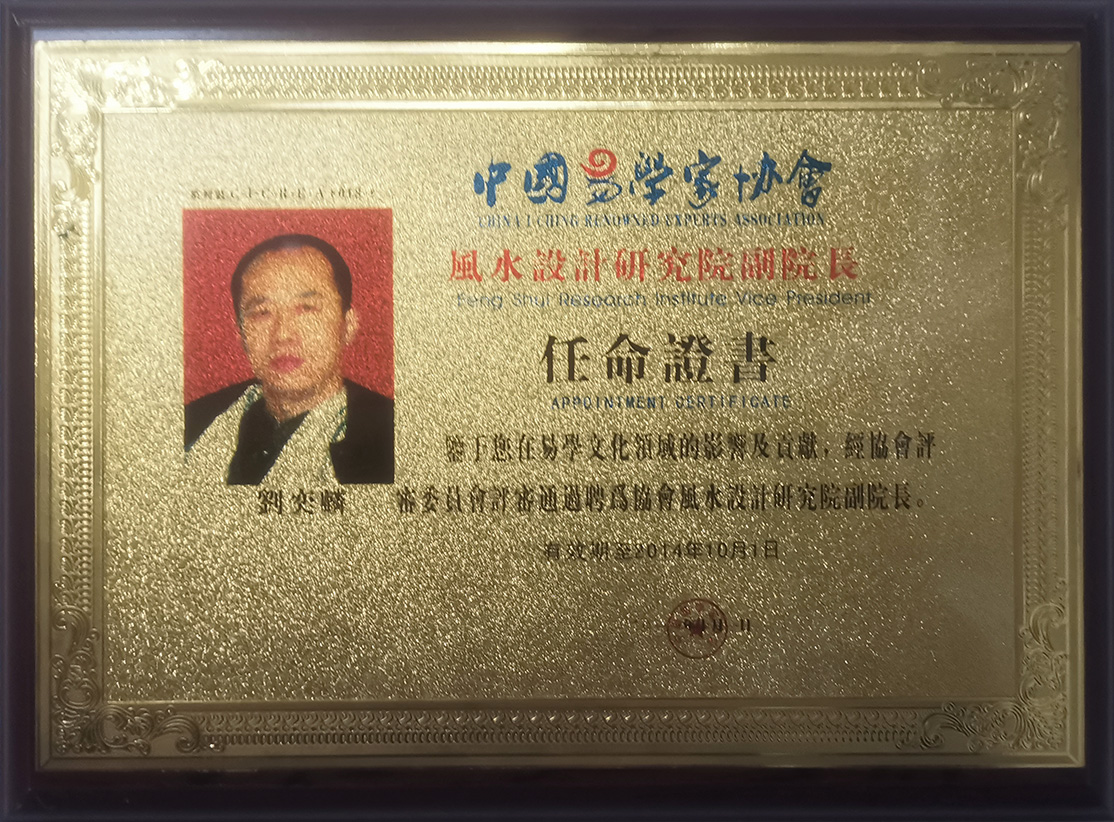 中國易學家协會
CHINA I CHING RENOWNED EXPERTS ASSOCIATION
風水設計研究院副院長
Feng Shui Research Institute Vice President
任命證書
APPOINTMENT CERTIFICATE
于您在易學文化領域的影響及貢獻，經協會評
審委員會評審通過聘爲協會風水設計研究院副院長。
劉奕麟
有效期至2014年10月1日